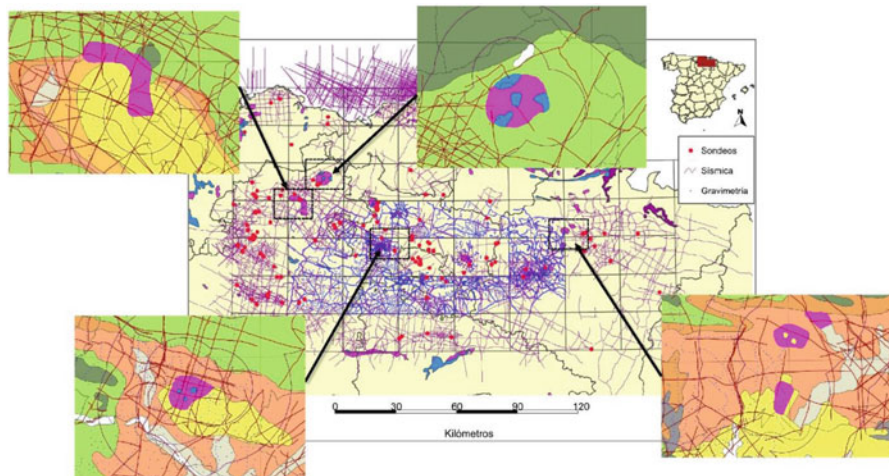 N
Sondeos
Sísmica
Gravimetría
0 30 60 90 120
Kilómetros